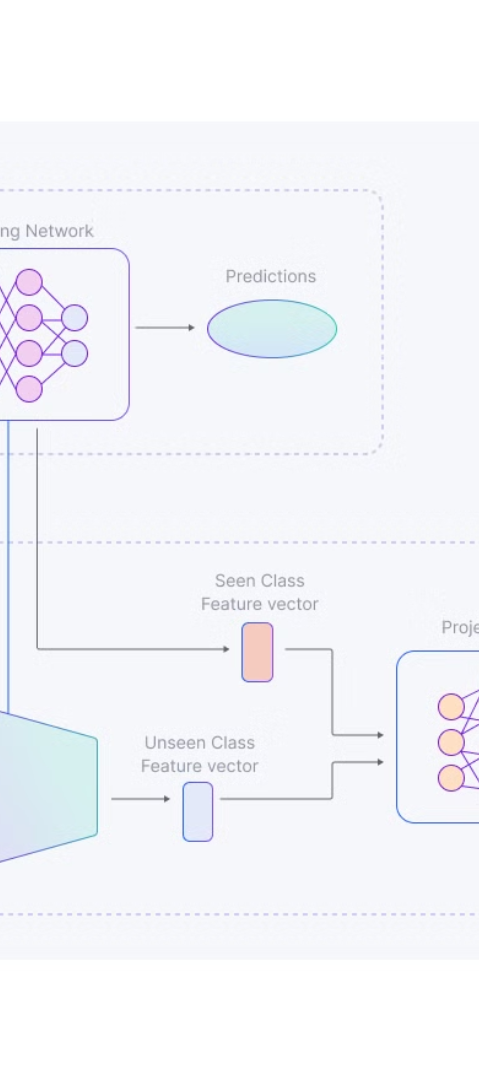 ng Network
Predictions
Seen Class
Feature vector
Proje
Unseen Class
Feature vector